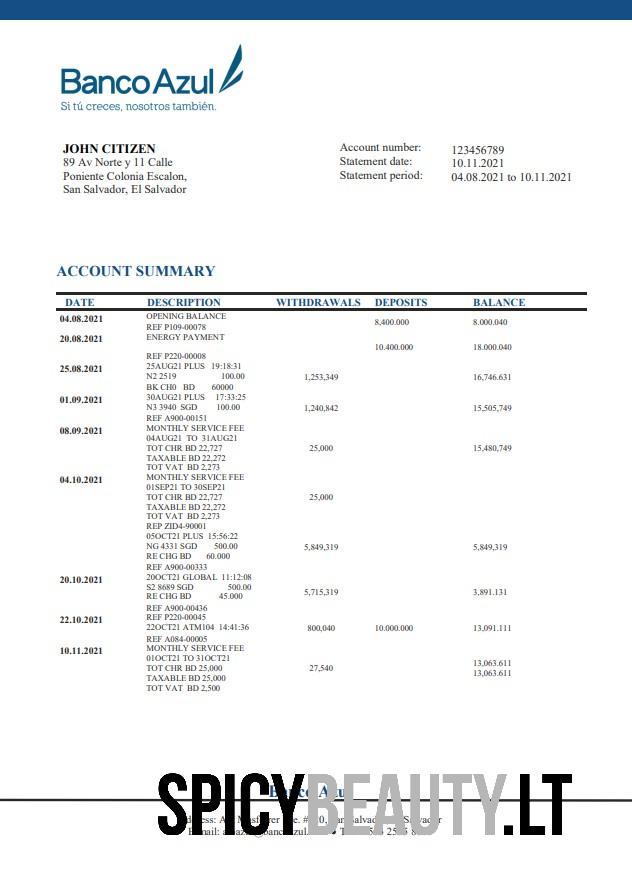 Banco Azul
Si tú creces, nosotros también.
JOHN CITIZEN
89 Av Norte y 11 Calle
Poniente Colonia Escalon,
San Salvador, El Salvador
Account number: 123456789
Statement date: 10.11.2021
Statement period: 04.08.2021 to 10.11.2021
ACCOUNT SUMMARY
DATE DESCRIPTION WITHDRAWALS DEPOSITS BALANCE
04.08.2021 OPENING BALANCE
8,400.000 8.000.040
REF P109-00078
20.08.2021 ENERGY PAYMENT
10.400.000 18.000.040
REF P220-00008
25.08.2021 25AUG21 PLUS 19:18:31
N2 2519 100.00 1,253,349 16,746.631
BK CH0 BD 60000
01.09.2021 30AUG21 PLUS 17:33:25
N3 3940 SGD 100.00 1,240,842 15,505,749
REF A900-00151
08.09.2021 MONTHLY SERVICE FEE
04AUG21 TO 31AUG21
TOT CHR BD 22,727 25,000 15,480,749
TAXABLE BD 22,272
TOT VAT BD 2,273
04.10.2021 MONTHLY SERVICE FEE
01SEP21 TO 30SEP21
TOT CHR BD 22,727 25,000
TAXABLE BD 22,272
TOT VAT BD 2,273
REP ZID4-90001
05OCT21 PLUS 15:56:22
NG 4331 SGD 500.00 5,849,319 5,849,319
RE CHG BD 60.000
REF A900-00333
20.10.2021 20OCT21 GLOBAL 11:12:08
S2 8689 SGD 500.00 5,715,319 3,891.131
RE CHG BD 45.000
REF A900-00436
22.10.2021 REF P220-00045
22OCT21 ATM104 14:41:36 800,040 10.000.000 13,091.111
REF A084-00005
10.11.2021 MONTHLY SERVICE FEE
01OCT21 TO 31OCT21 13,063.611
TOT CHR BD 25,000 27,540 13,063.611
TAXABLE BD 25,000
TOT VAT BD 2,500
SPICYBEAUTY.LT